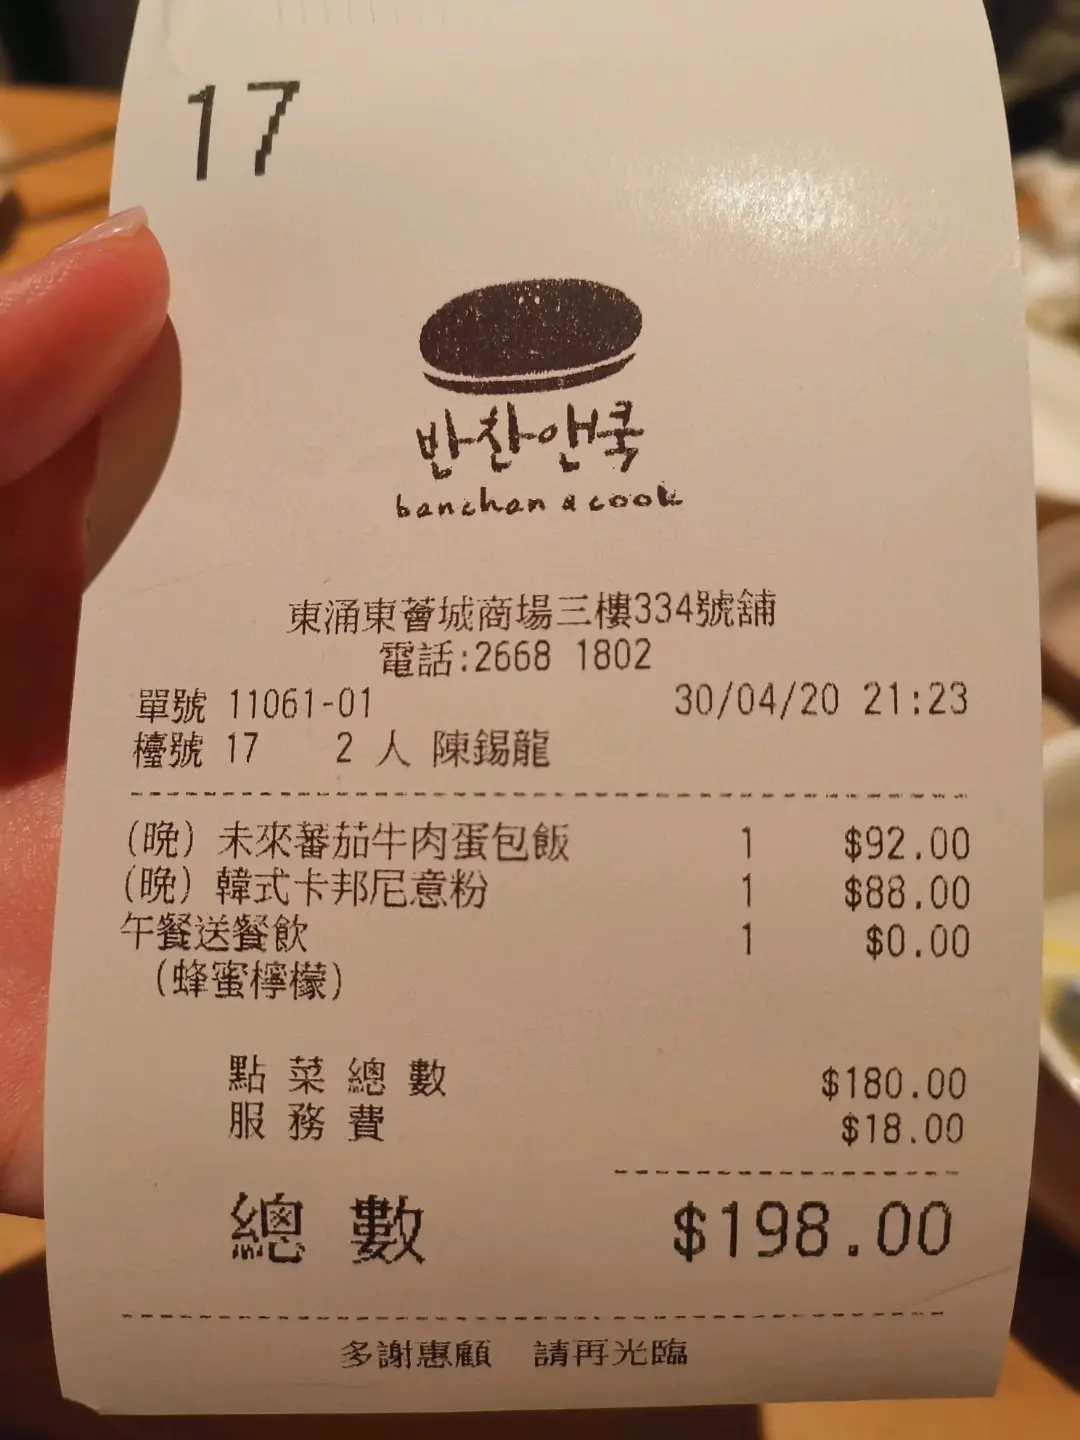 17
반찬앤쿡
banchan & cook
東涌東薈城商場三樓334號舖
電話:2668 1802
單號 11061-01 30/04/20 21:23
檯號 17 2 人 陳錫龍
(晚) 未來蕃茄牛肉蛋包飯 1 $92.00
(晚) 韓式卡邦尼意粉 1 $88.00
午餐送餐飲 1 $0.00
(蜂蜜檸檬)
點菜總數 $180.00
服務費 $18.00
總數 $198.00
多謝惠顧 請再光臨